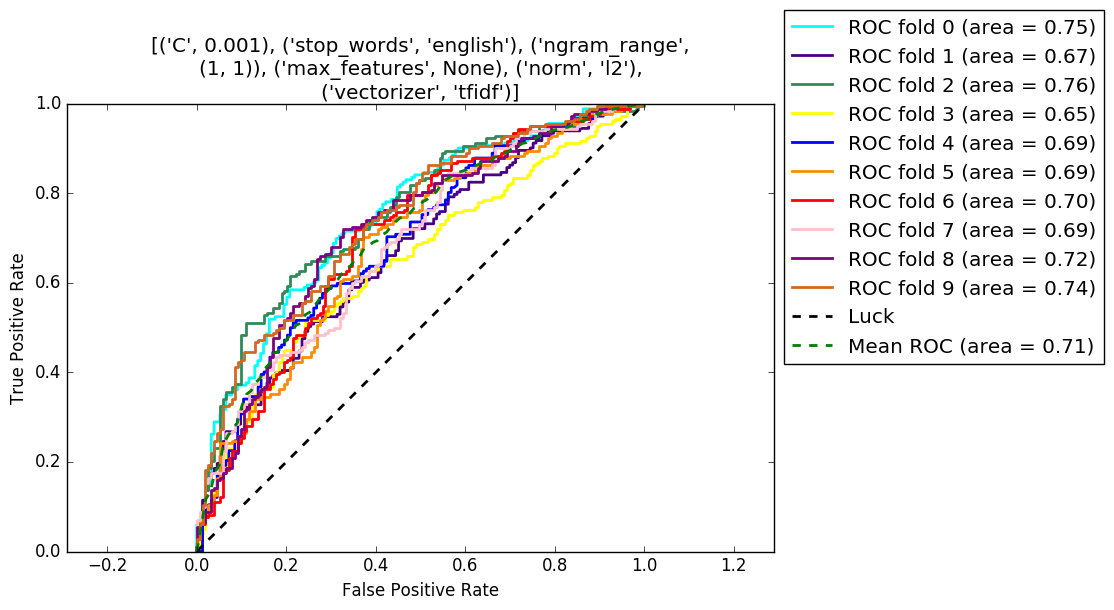 [('C', 0.001), ('stop_words', 'english'), ('ngram_range',
(1, 1)), ('max_features', None), ('norm', 'l2'),
('vectorizer', 'tfidf')]
ROC fold 0 (area = 0.75)
ROC fold 1 (area = 0.67)
ROC fold 2 (area = 0.76)
ROC fold 3 (area = 0.65)
ROC fold 4 (area = 0.69)
ROC fold 5 (area = 0.69)
ROC fold 6 (area = 0.70)
ROC fold 7 (area = 0.69)
ROC fold 8 (area = 0.72)
ROC fold 9 (area = 0.74)
Luck
Mean ROC (area = 0.71)
True Positive Rate
1.0
0.8
0.6
0.4
0.2
0.0
−0.2 0.0 0.2 0.4 0.6 0.8 1.0 1.2
False Positive Rate